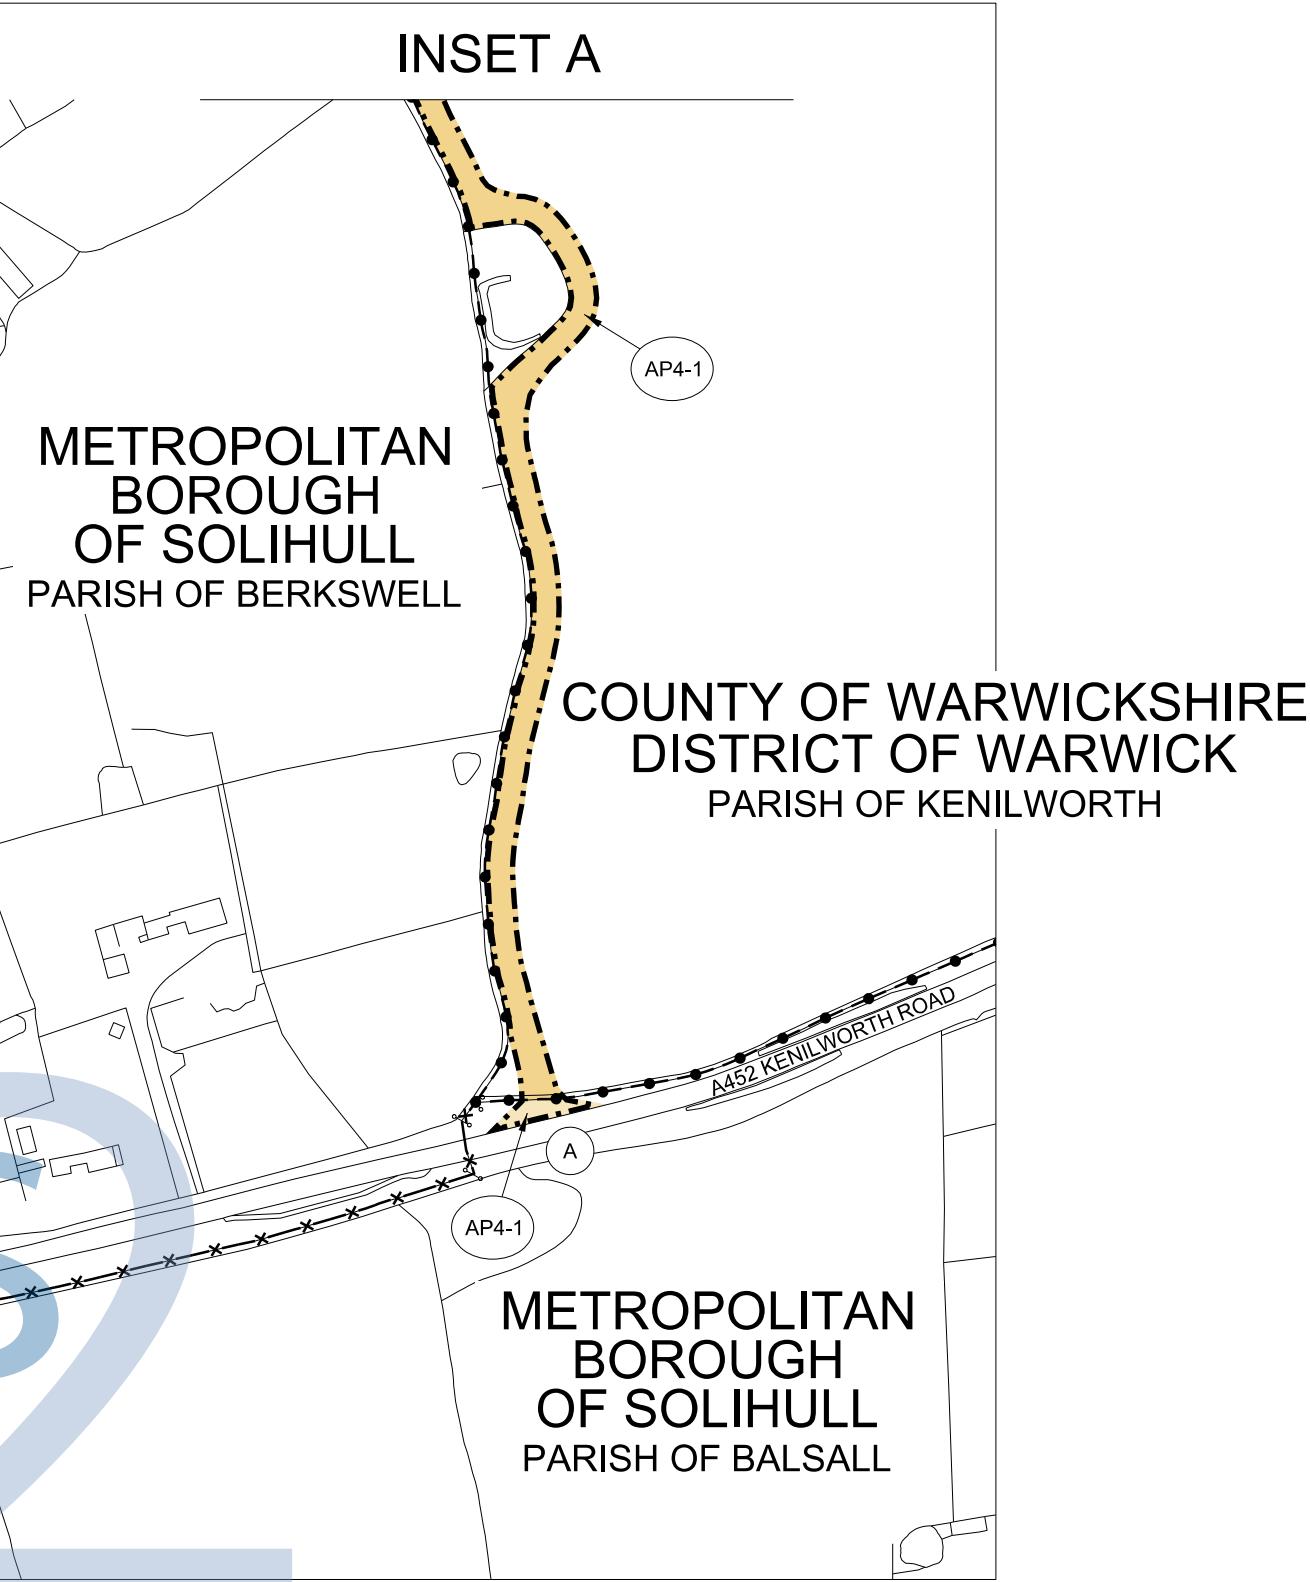 INSET A
AP4-1
METROPOLITAN
BOROUGH
OF SOLIHULL
PARISH OF BERKSWELL
COUNTY OF WARWICKSHIRE
DISTRICT OF WARWICK
PARISH OF KENILWORTH
A452 KENILWORTH ROAD
A
AP4-1
METROPOLITAN
BOROUGH
OF SOLIHULL
PARISH OF BALSALL